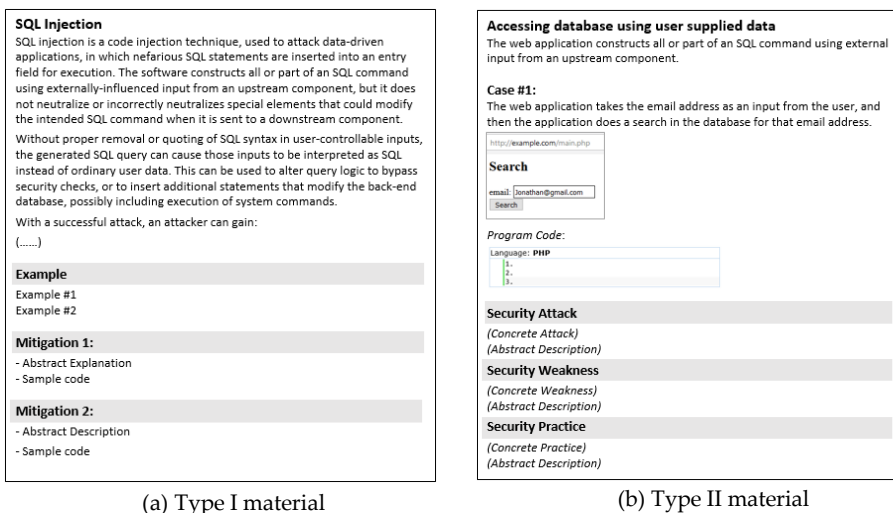 SQL Injection
SQL injection is a code injection technique, used to attack data-driven
applications, in which nefarious SQL statements are inserted into an entry
field for execution. The software constructs all or part of an SQL command
using externally-influenced input from an upstream component, but it does
not neutralize or incorrectly neutralizes special elements that could modify
the intended SQL command when it is sent to a downstream component.
Without proper removal or quoting of SQL syntax in user-controllable inputs,
the generated SQL query can cause those inputs to be interpreted as SQL
instead of ordinary user data. This can be used to alter query logic to bypass
security checks, or to insert additional statements that modify the back-end
database, possibly including execution of system commands.
With a successful attack, an attacker can gain:
(......)
Example
Example #1
Example #2
Mitigation 1:
- Abstract Explanation
- Sample code
Mitigation 2:
- Abstract Description
- Sample code
(a) Type I material
Accessing database using user supplied data
The web application constructs all or part of an SQL command using external
input from an upstream component.
Case #1:
The web application takes the email address as an input from the user, and
then the application does a search in the database for that email address.
http://example.com/main.php
Search
email: Jonathan@gmail.com
Search
Program Code:
Language: PHP
1.
2.
3.
Security Attack
(Concrete Attack)
(Abstract Description)
Security Weakness
(Concrete Weakness)
(Abstract Description)
Security Practice
(Concrete Practice)
(Abstract Description)
(b) Type II material